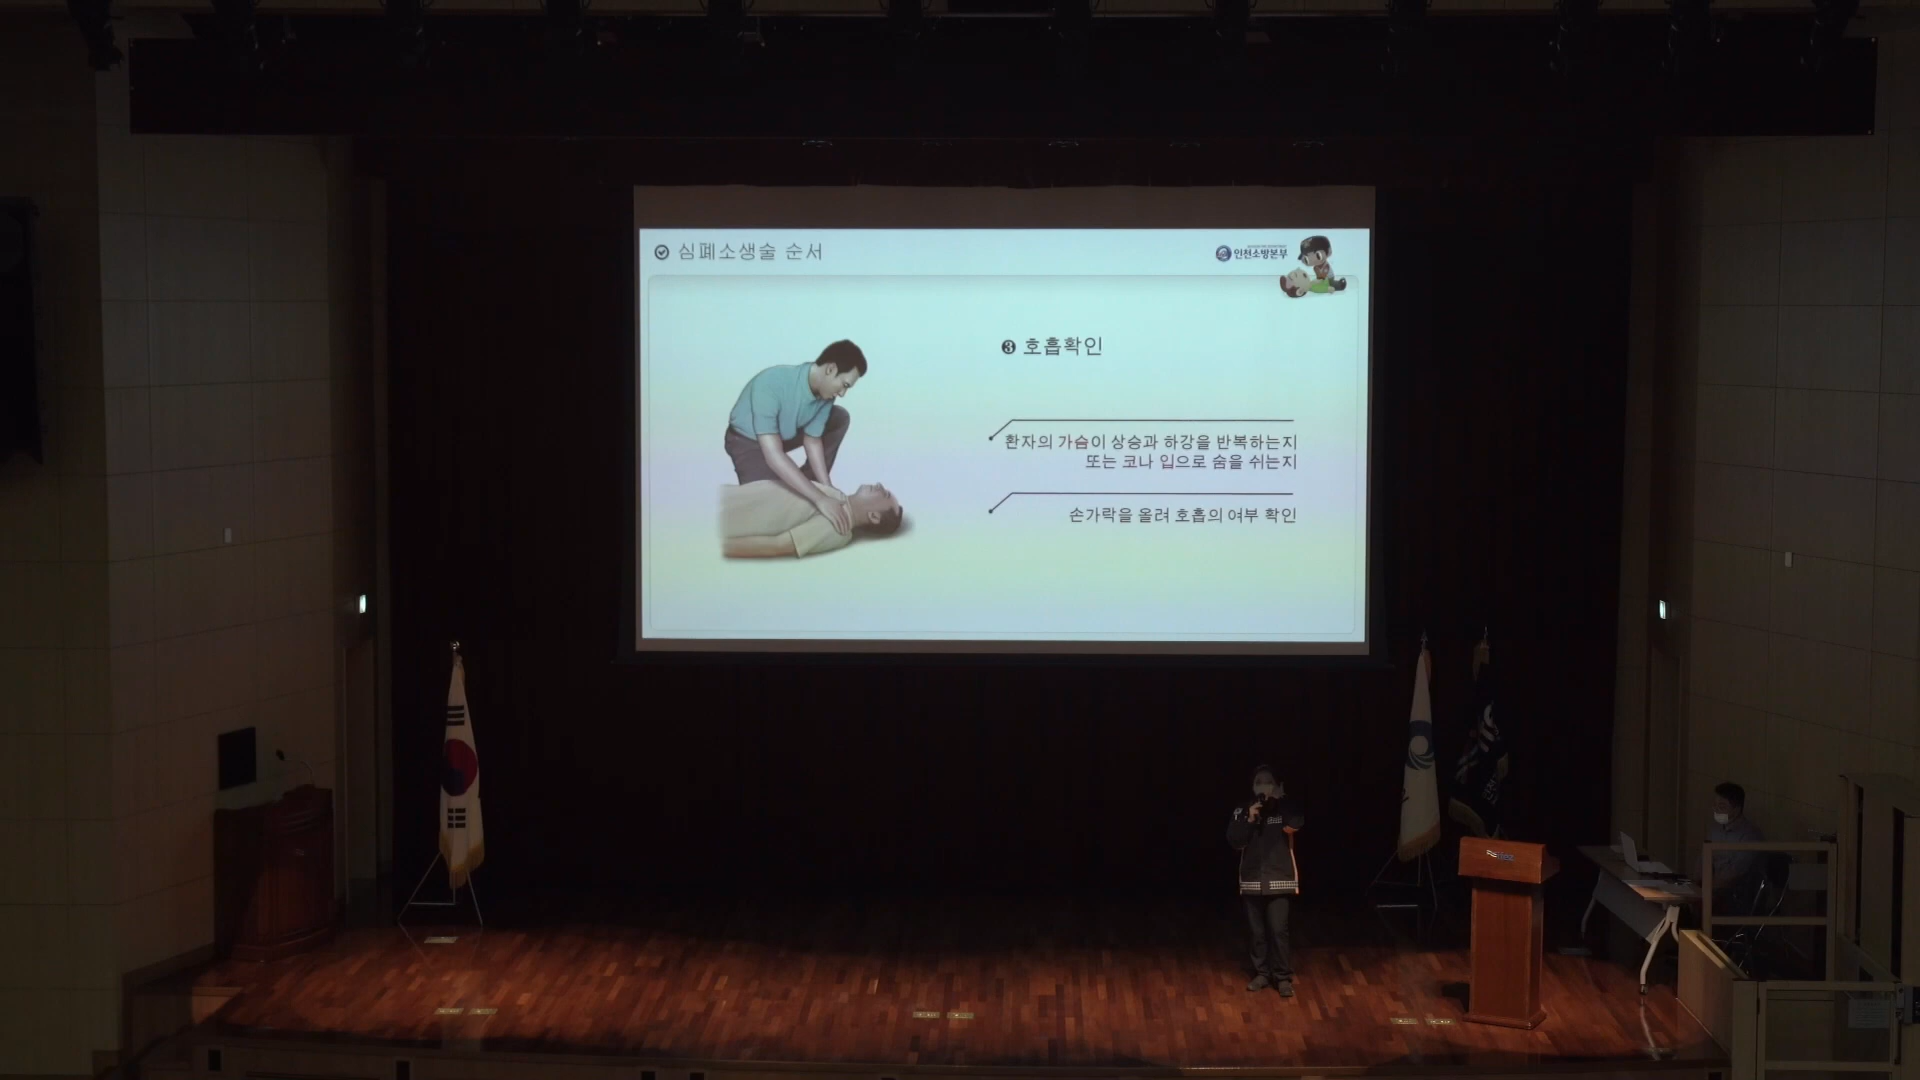 심폐소생술 순서
인천소방본부
❸ 호흡확인
환자의 가슴이 상승과 하강을 반복하는지
또는 코나 입으로 숨을 쉬는지
손가락을 올려 호흡의 여부 확인